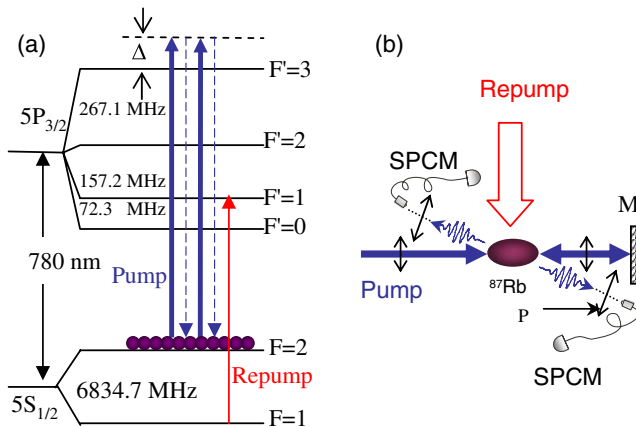 (a)
Δ
F'=3
267.1 MHz
5P3/2
F'=2
157.2 MHz
F'=1
72.3 MHz
F'=0
780 nm
Pump
F=2
6834.7 MHz
Repump
5S1/2
F=1
(b)
Repump
SPCM
M
Pump
87Rb
P
SPCM